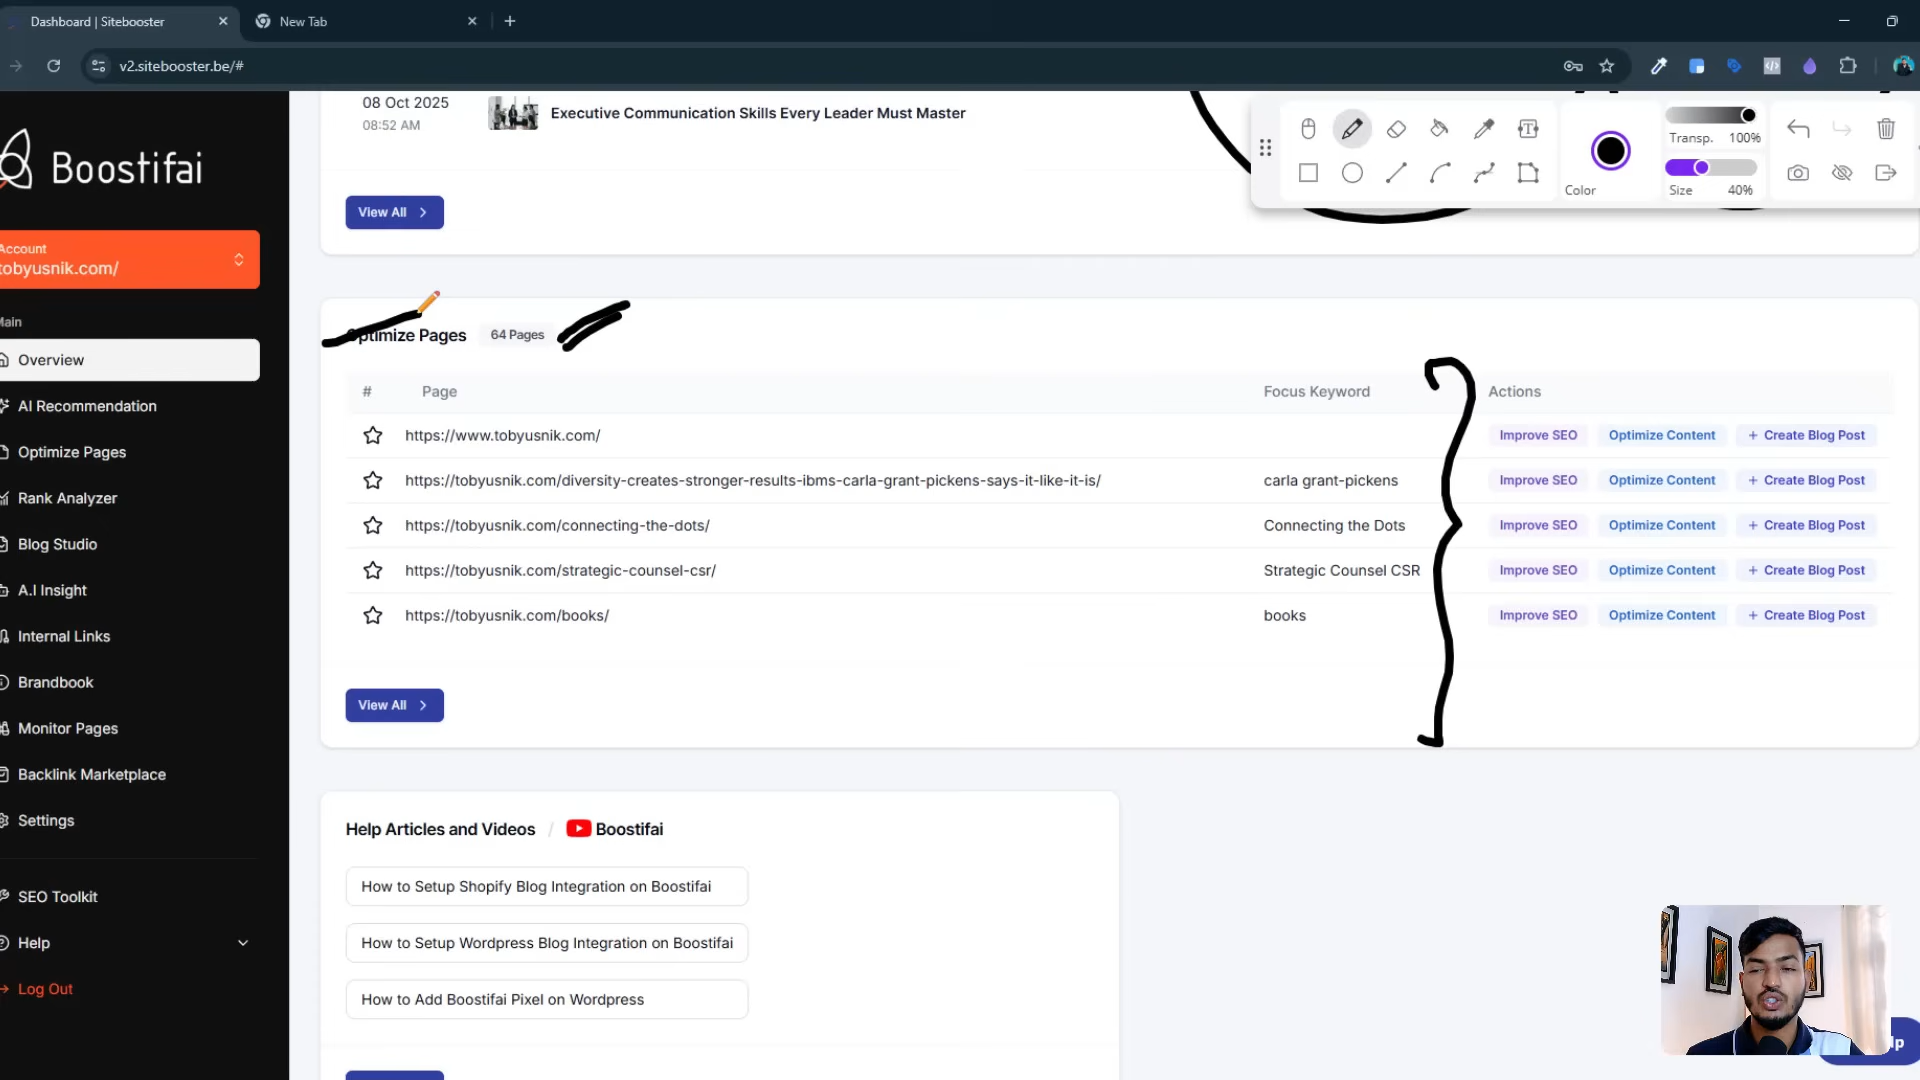 Dashboard | Sitebooster
New Tab
v2.sitebooster.be/#
Boostifai
Account
tobyusnik.com/
Main
Overview
AI Recommendation
Optimize Pages
Rank Analyzer
Blog Studio
A.I Insight
Internal Links
Brandbook
Monitor Pages
Backlink Marketplace
Settings
SEO Toolkit
Help
Log Out
08 Oct 2025
08:52 AM
Executive Communication Skills Every Leader Must Master
View All
Transp. 100%
Color
Size 40%
Optimize Pages 64 Pages
# Page Focus Keyword Actions
https://www.tobyusnik.com/ Improve SEO Optimize Content + Create Blog Post
https://tobyusnik.com/diversity-creates-stronger-results-ibms-carla-grant-pickens-says-it-like-it-is/ carla grant-pickens Improve SEO Optimize Content + Create Blog Post
https://tobyusnik.com/connecting-the-dots/ Connecting the Dots Improve SEO Optimize Content + Create Blog Post
https://tobyusnik.com/strategic-counsel-csr/ Strategic Counsel CSR Improve SEO Optimize Content + Create Blog Post
https://tobyusnik.com/books/ books Improve SEO Optimize Content + Create Blog Post
View All
Help Articles and Videos / Boostifai
How to Setup Shopify Blog Integration on Boostifai
How to Setup Wordpress Blog Integration on Boostifai
How to Add Boostifai Pixel on Wordpress